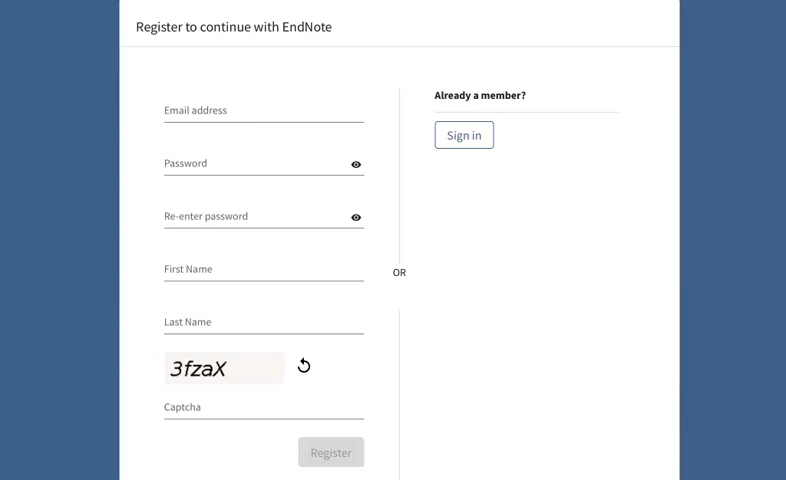 Register to continue with EndNote
Email address
Password
Re-enter password
First Name
Last Name
3fzaX
Captcha
Register
OR
Already a member?
Sign in